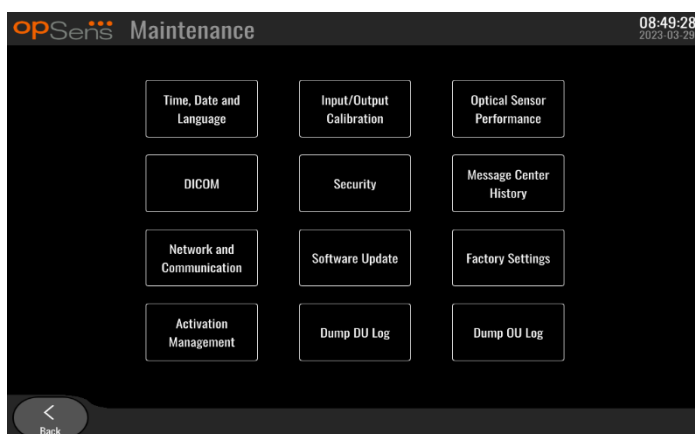 opSens Maintenance
08:49:28
2023-03-29
Time, Date and
Language
Input/Output
Calibration
Optical Sensor
Performance
DICOM
Security
Message Center
History
Network and
Communication
Software Update
Factory Settings
Activation
Management
Dump DU Log
Dump OU Log
Back